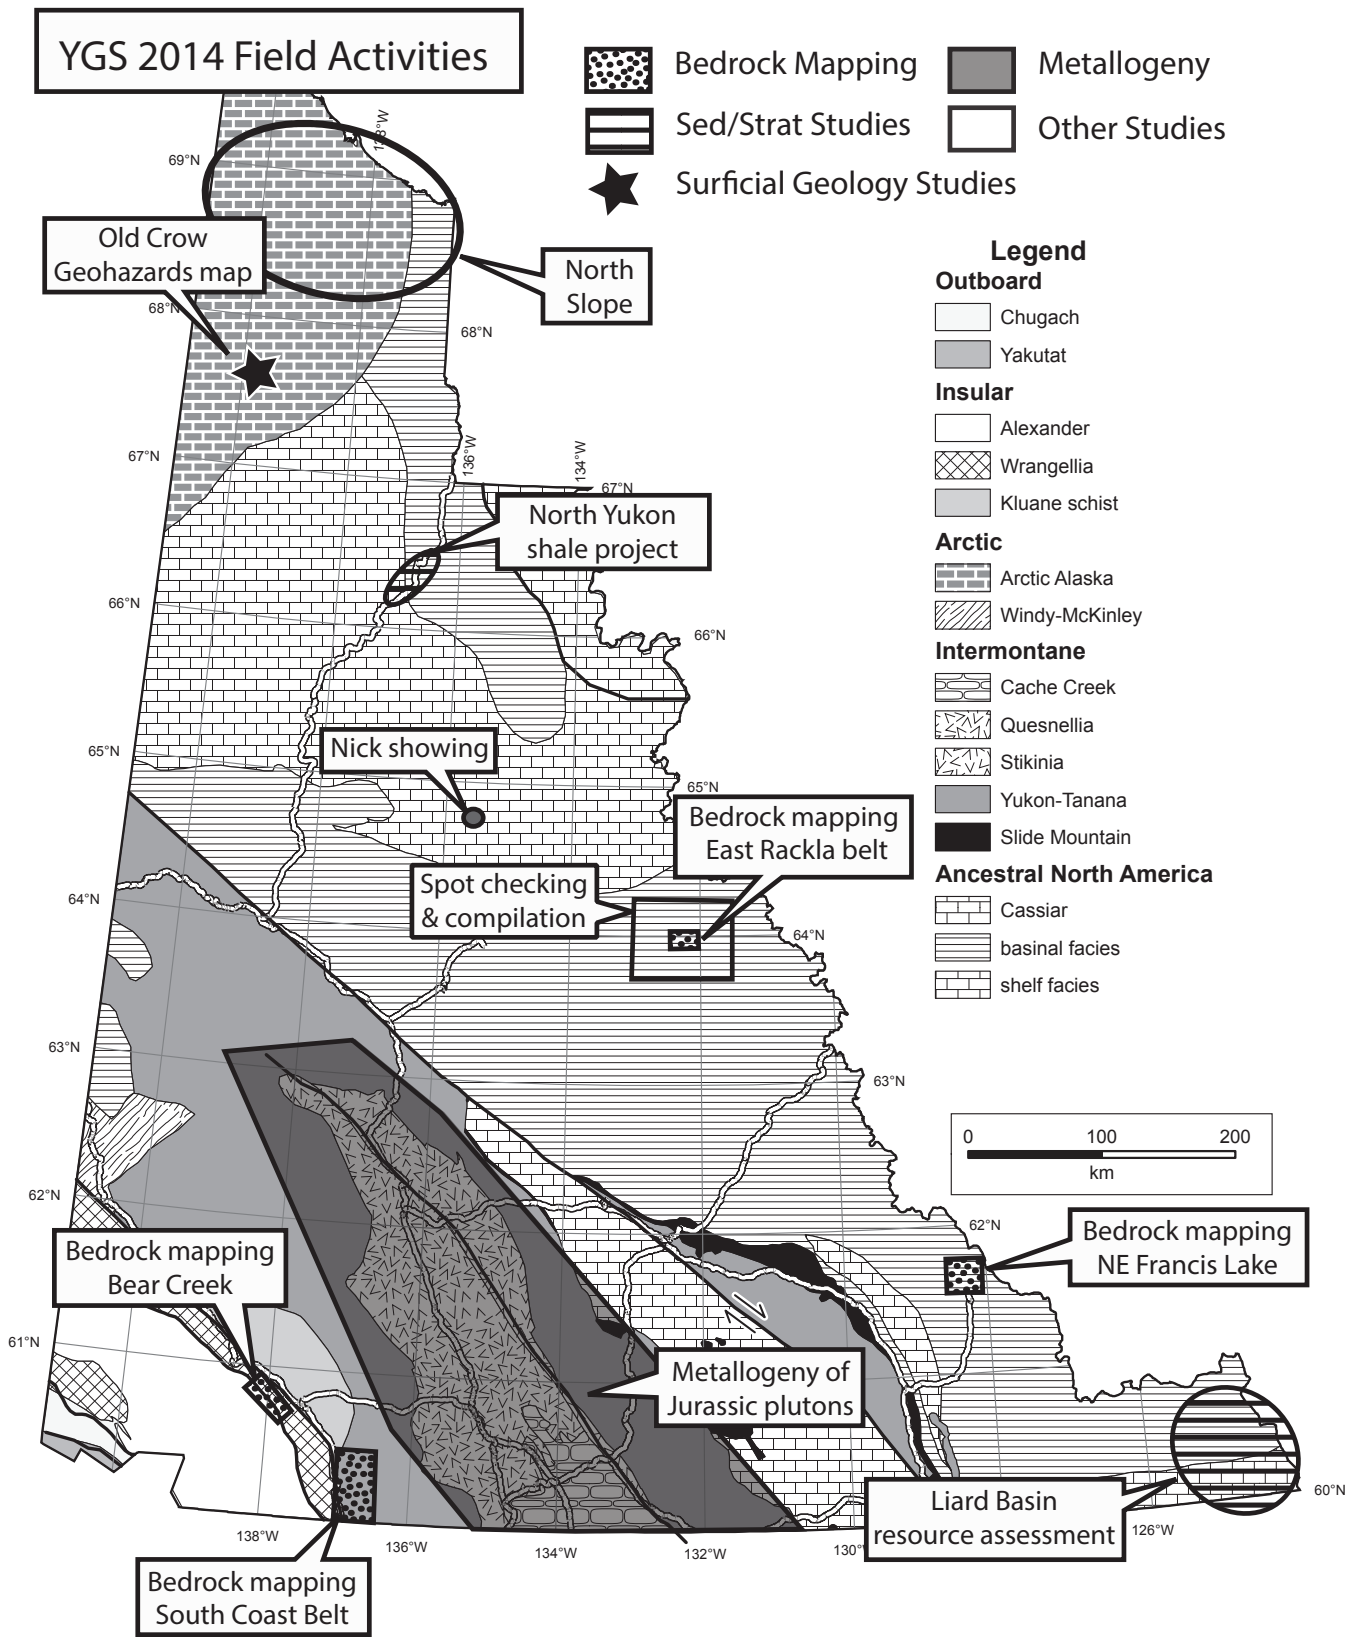 YGS 2014 Field Activities
Bedrock Mapping
Metallogeny
Sed/Strat Studies
Other Studies
Surficial Geology Studies
138°W
69°N
Old Crow
Geohazards map
North
Slope
68°N
68°N
67°N
136°W
134°W
67°N
North Yukon
shale project
66°N
66°N
65°N
Nick showing
65°N
Bedrock mapping
East Rackla belt
Spot checking
& compilation
64°N
64°N
63°N
63°N
62°N
62°N
Bedrock mapping
Bear Creek
Bedrock mapping
NE Francis Lake
61°N
Metallogeny of
Jurassic plutons
Liard Basin
resource assessment
60°N
138°W
136°W
134°W
132°W
130°
126°W
Bedrock mapping
South Coast Belt
Legend
Outboard
Chugach
Yakutat
Insular
Alexander
Wrangellia
Kluane schist
Arctic
Arctic Alaska
Windy-McKinley
Intermontane
Cache Creek
Quesnellia
Stikinia
Yukon-Tanana
Slide Mountain
Ancestral North America
Cassiar
basinal facies
shelf facies
0 100 200
km